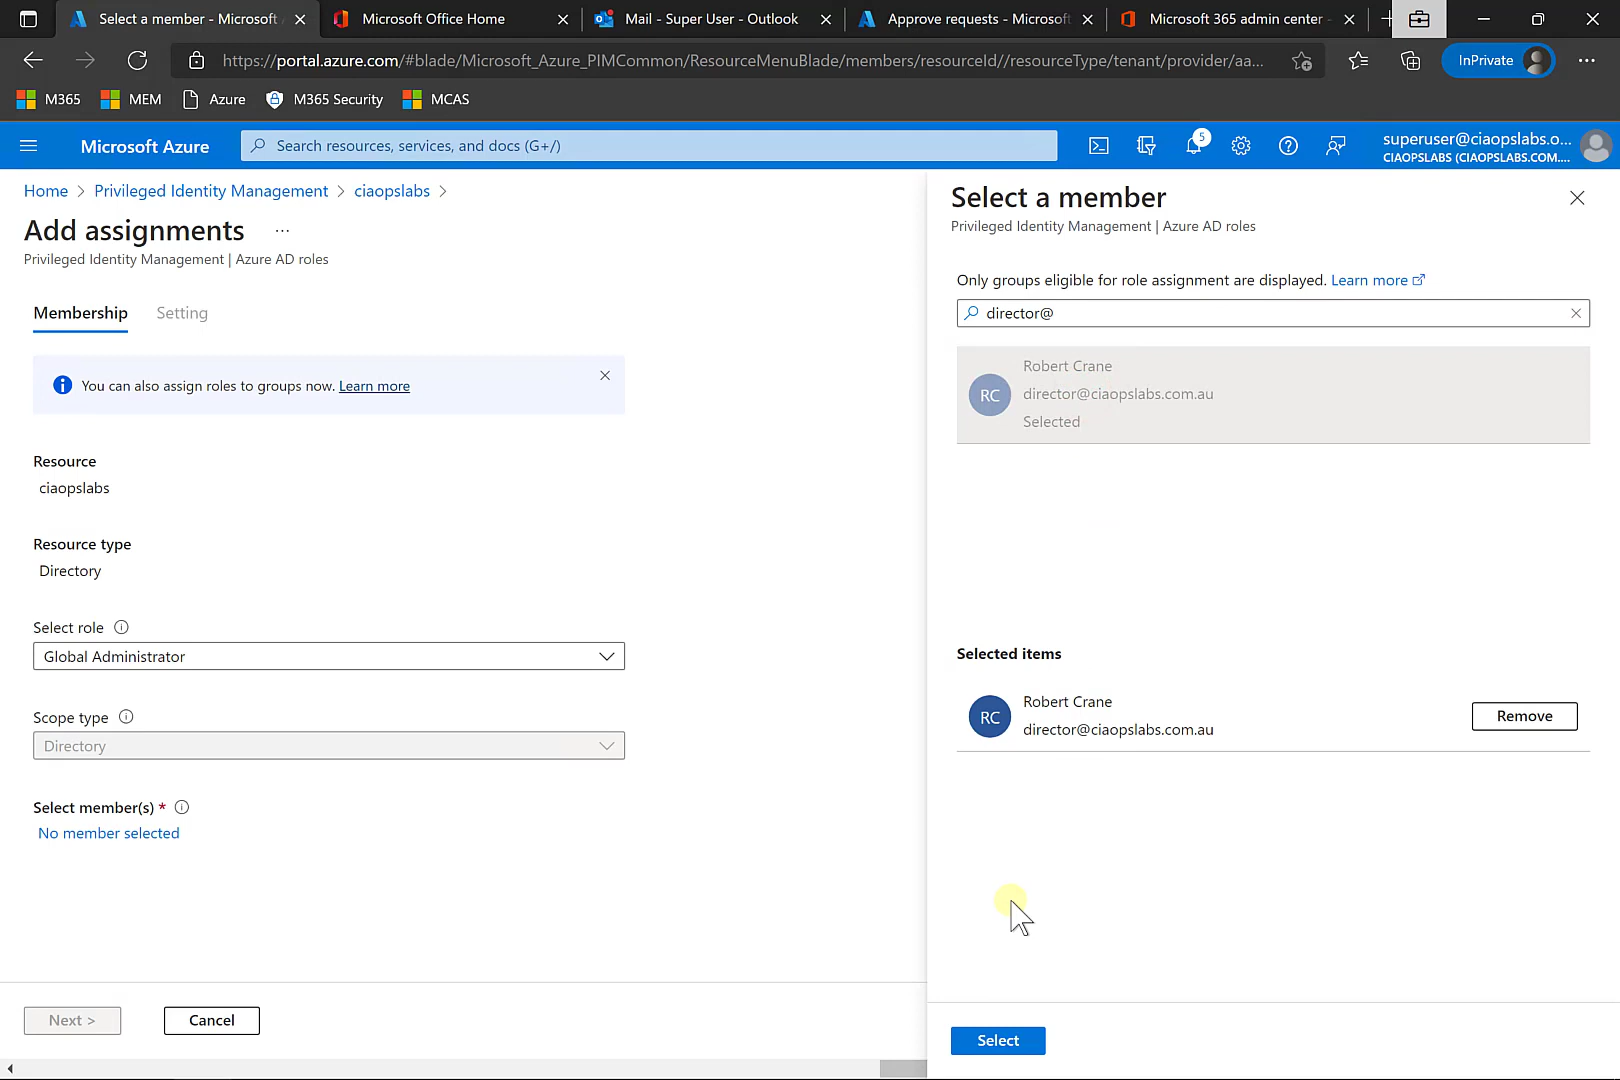 Select a member - Microsoft A
Microsoft Office Home
Mail - Super User - Outlook
Approve requests - Microsoft
Microsoft 365 admin center -
https://portal.azure.com/#blade/Microsoft_Azure_PIMCommon/ResourceMenuBlade/members/resourceId//resourceType/tenant/provider/aa...
InPrivate
M365
MEM
Azure
M365 Security
MCAS
Microsoft Azure
Search resources, services, and docs (G+/)
5
superuser@ciaopslabs.o...
CIAOPSLABS (CIAOPSLABS.COM....
Home > Privileged Identity Management > ciaopslabs >
Add assignments ...
Privileged Identity Management | Azure AD roles
Membership
Setting
You can also assign roles to groups now. Learn more
Resource
ciaopslabs
Resource type
Directory
Select role
Global Administrator
Scope type
Directory
Select member(s) *
No member selected
Next >
Cancel
Select a member
Privileged Identity Management | Azure AD roles
Only groups eligible for role assignment are displayed. Learn more
director@
RC
Robert Crane
director@ciaopslabs.com.au
Selected
Selected items
RC
Robert Crane
director@ciaopslabs.com.au
Remove
Select